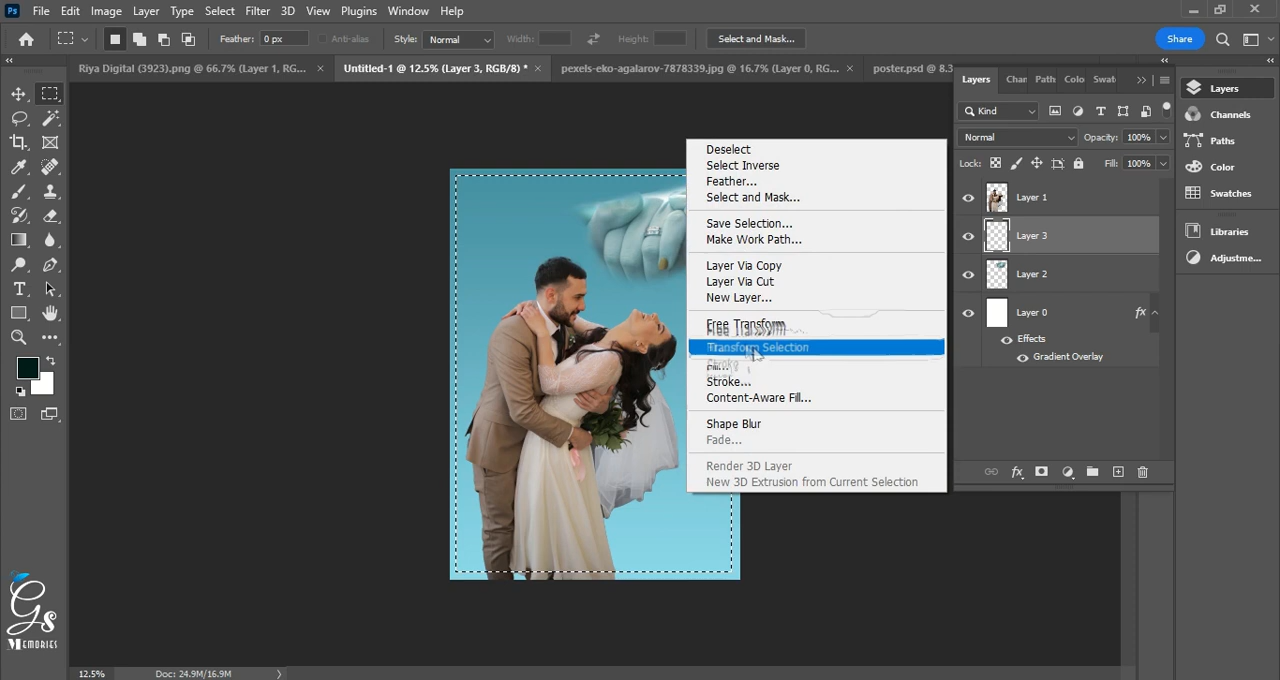 Ps File Edit Image Layer Type Select Filter 3D View Plugins Window Help
Feather: 0 px Anti-alias Style: Normal Width: Height: Select and Mask... Share
Riya Digital (3923).png @ 66.7% (Layer 1, RG... × Untitled-1 @ 12.5% (Layer 3, RGB/8) * × pexels-eko-agalarov-7878339.jpg @ 16.7% (Layer 0, RG... × poster.psd @ 8.3
Layers Char Path Colo Swat
Kind
Normal Opacity: 100%
Lock: Fill: 100%
Layer 1
Layer 3
Layer 2
Layer 0 fx
Effects
Gradient Overlay
Layers
Channels
Paths
Color
Swatches
Libraries
Adjustme...
Deselect
Select Inverse
Feather...
Select and Mask...
Save Selection...
Make Work Path...
Layer Via Copy
Layer Via Cut
New Layer...
Free Transform
Transform Selection
Stroke...
Content-Aware Fill...
Shape Blur
Fade...
Render 3D Layer
New 3D Extrusion from Current Selection
fx
Gs
MEMORIES
12.5% Doc: 24.9M/16.9M